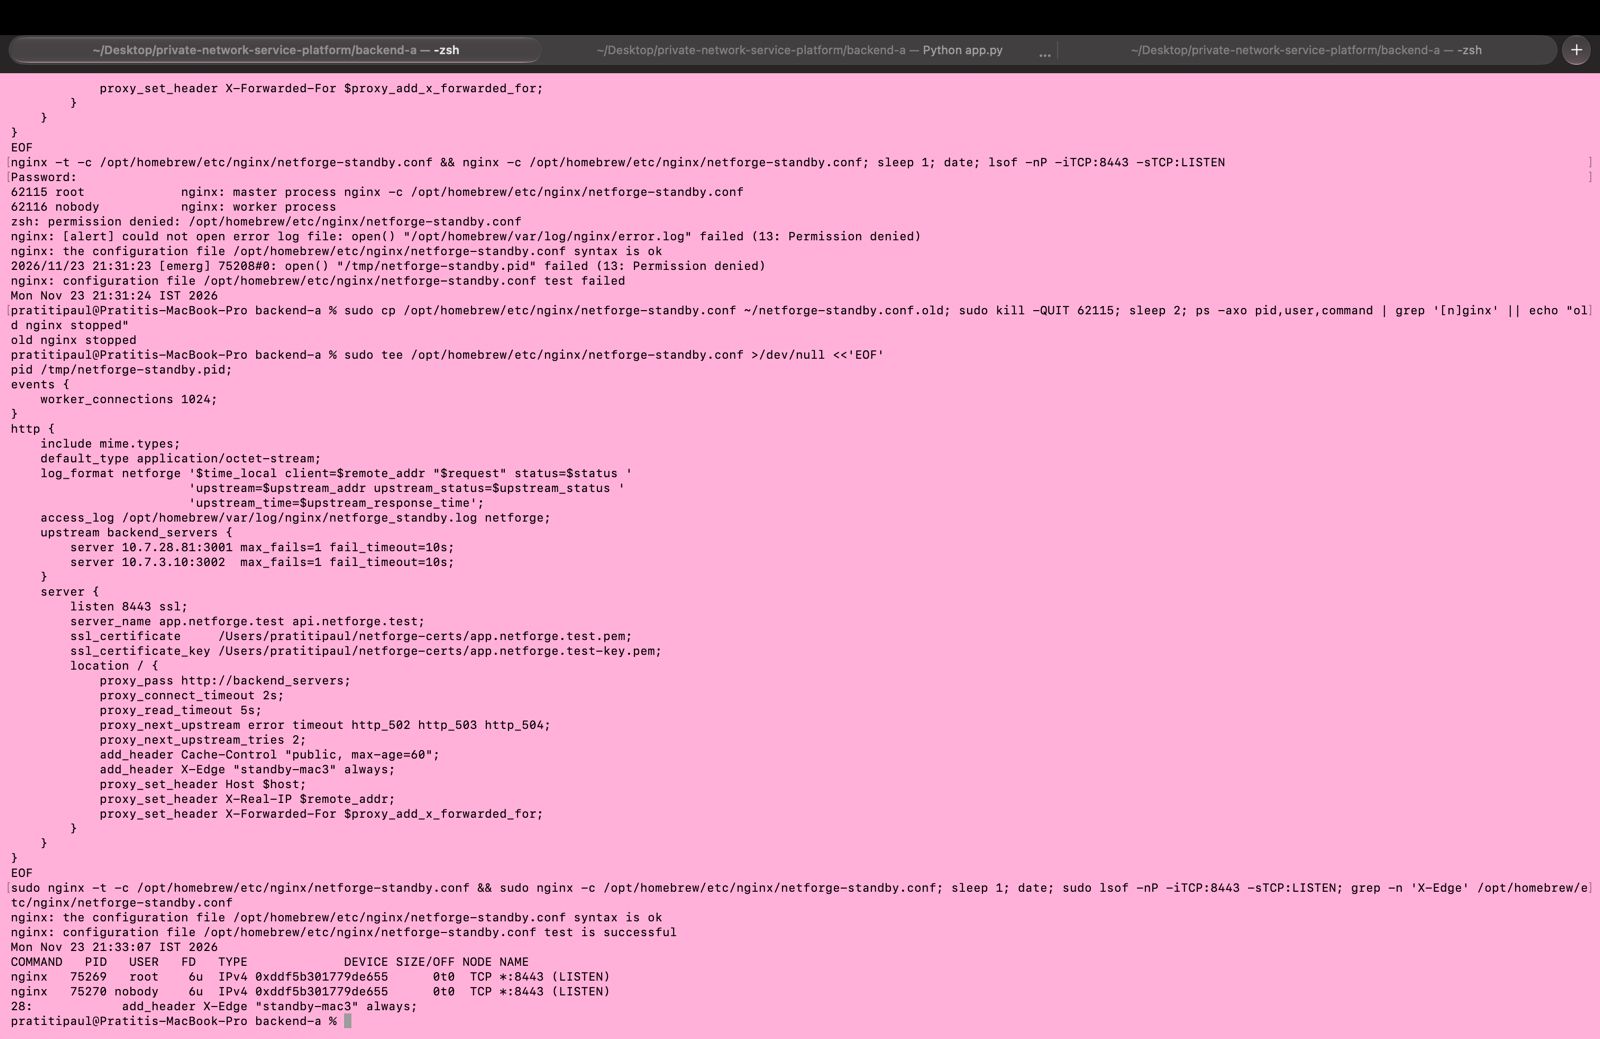 ~/Desktop/private-network-service-platform/backend-a — -zsh
~/Desktop/private-network-service-platform/backend-a — Python app.py
...
~/Desktop/private-network-service-platform/backend-a — -zsh
+
            proxy_set_header X-Forwarded-For $proxy_add_x_forwarded_for;
        }
    }
}
EOF
[nginx -t -c /opt/homebrew/etc/nginx/netforge-standby.conf && nginx -c /opt/homebrew/etc/nginx/netforge-standby.conf; sleep 1; date; lsof -nP -iTCP:8443 -sTCP:LISTEN ]
[Password: ]
62115 root             nginx: master process nginx -c /opt/homebrew/etc/nginx/netforge-standby.conf
62116 nobody           nginx: worker process
zsh: permission denied: /opt/homebrew/etc/nginx/netforge-standby.conf
nginx: [alert] could not open error log file: open() "/opt/homebrew/var/log/nginx/error.log" failed (13: Permission denied)
nginx: the configuration file /opt/homebrew/etc/nginx/netforge-standby.conf syntax is ok
2026/11/23 21:31:23 [emerg] 75208#0: open() "/tmp/netforge-standby.pid" failed (13: Permission denied)
nginx: configuration file /opt/homebrew/etc/nginx/netforge-standby.conf test failed
Mon Nov 23 21:31:24 IST 2026
[pratitipaul@Pratitis-MacBook-Pro backend-a % sudo cp /opt/homebrew/etc/nginx/netforge-standby.conf ~/netforge-standby.conf.old; sudo kill -QUIT 62115; sleep 2; ps -axo pid,user,command | grep '[n]ginx' || echo "ol]
d nginx stopped"
old nginx stopped
pratitipaul@Pratitis-MacBook-Pro backend-a % sudo tee /opt/homebrew/etc/nginx/netforge-standby.conf >/dev/null <<'EOF'
pid /tmp/netforge-standby.pid;
events {
    worker_connections 1024;
}
http {
    include mime.types;
    default_type application/octet-stream;
    log_format netforge '$time_local client=$remote_addr "$request" status=$status '
                        'upstream=$upstream_addr upstream_status=$upstream_status '
                        'upstream_time=$upstream_response_time';
    access_log /opt/homebrew/var/log/nginx/netforge_standby.log netforge;
    upstream backend_servers {
        server 10.7.28.81:3001 max_fails=1 fail_timeout=10s;
        server 10.7.3.10:3002  max_fails=1 fail_timeout=10s;
    }
    server {
        listen 8443 ssl;
        server_name app.netforge.test api.netforge.test;
        ssl_certificate     /Users/pratitipaul/netforge-certs/app.netforge.test.pem;
        ssl_certificate_key /Users/pratitipaul/netforge-certs/app.netforge.test-key.pem;
        location / {
            proxy_pass http://backend_servers;
            proxy_connect_timeout 2s;
            proxy_read_timeout 5s;
            proxy_next_upstream error timeout http_502 http_503 http_504;
            proxy_next_upstream_tries 2;
            add_header Cache-Control "public, max-age=60";
            add_header X-Edge "standby-mac3" always;
            proxy_set_header Host $host;
            proxy_set_header X-Real-IP $remote_addr;
            proxy_set_header X-Forwarded-For $proxy_add_x_forwarded_for;
        }
    }
}
EOF
[sudo nginx -t -c /opt/homebrew/etc/nginx/netforge-standby.conf && sudo nginx -c /opt/homebrew/etc/nginx/netforge-standby.conf; sleep 1; date; sudo lsof -nP -iTCP:8443 -sTCP:LISTEN; grep -n 'X-Edge' /opt/homebrew/e]
tc/nginx/netforge-standby.conf
nginx: the configuration file /opt/homebrew/etc/nginx/netforge-standby.conf syntax is ok
nginx: configuration file /opt/homebrew/etc/nginx/netforge-standby.conf test is successful
Mon Nov 23 21:33:07 IST 2026
COMMAND   PID   USER   FD   TYPE             DEVICE SIZE/OFF NODE NAME
nginx   75269   root    6u  IPv4 0xddf5b301779de655      0t0  TCP *:8443 (LISTEN)
nginx   75270 nobody    6u  IPv4 0xddf5b301779de655      0t0  TCP *:8443 (LISTEN)
28:            add_header X-Edge "standby-mac3" always;
pratitipaul@Pratitis-MacBook-Pro backend-a %